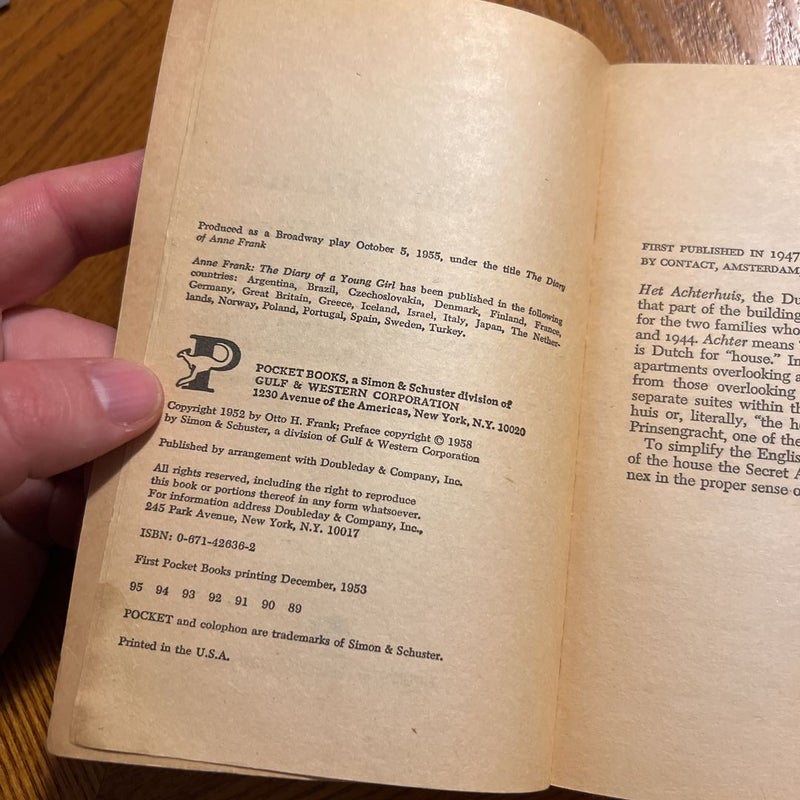 Produced as a Broadway play October 5, 1955, under the title The Diary
of Anne Frank
Anne Frank: The Diary of a Young Girl has been published in the following
countries: Argentina, Brazil, Czechoslovakia, Denmark, Finland, France,
Germany, Great Britain, Greece, Iceland, Israel, Italy, Japan, The Nether-
lands, Norway, Poland, Portugal, Spain, Sweden, Turkey.
P
POCKET BOOKS, a Simon & Schuster division of
GULF & WESTERN CORPORATION
1230 Avenue of the Americas, New York, N.Y. 10020
Copyright 1952 by Otto H. Frank; Preface copyright © 1958
by Simon & Schuster, a division of Gulf & Western Corporation
Published by arrangement with Doubleday & Company, Inc.
All rights reserved, including the right to reproduce
this book or portions thereof in any form whatsoever.
For information address Doubleday & Company, Inc.,
245 Park Avenue, New York, N.Y. 10017
ISBN: 0-671-42636-2
First Pocket Books printing December, 1953
95 94 93 92 91 90 89
POCKET and colophon are trademarks of Simon & Schuster.
Printed in the U.S.A.
FIRST PUBLISHED IN 1947
BY CONTACT, AMSTERDAM
Het Achterhuis, the Du
that part of the building
for the two families who
and 1944. Achter means
is Dutch for "house." In
apartments overlooking a
from those overlooking
separate suites within th
huis or, literally, "the h
Prinsengracht, one of the
To simplify the Englis
of the house the Secret A
nex in the proper sense o